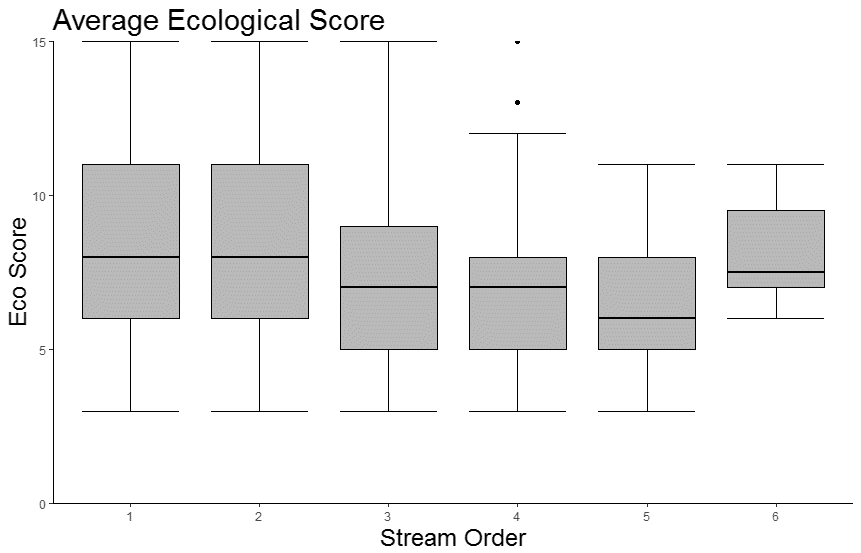 Average Ecological Score
15
10
5
0
Eco Score
1 2 3 4 5 6
Stream Order